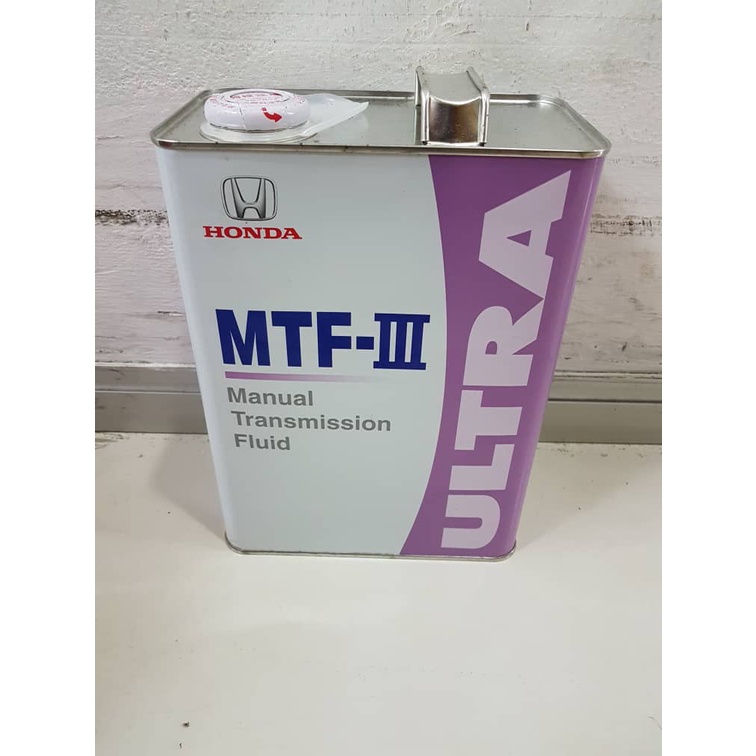 HONDA
MTF-III
Manual
Transmission
Fluid
ULTRA